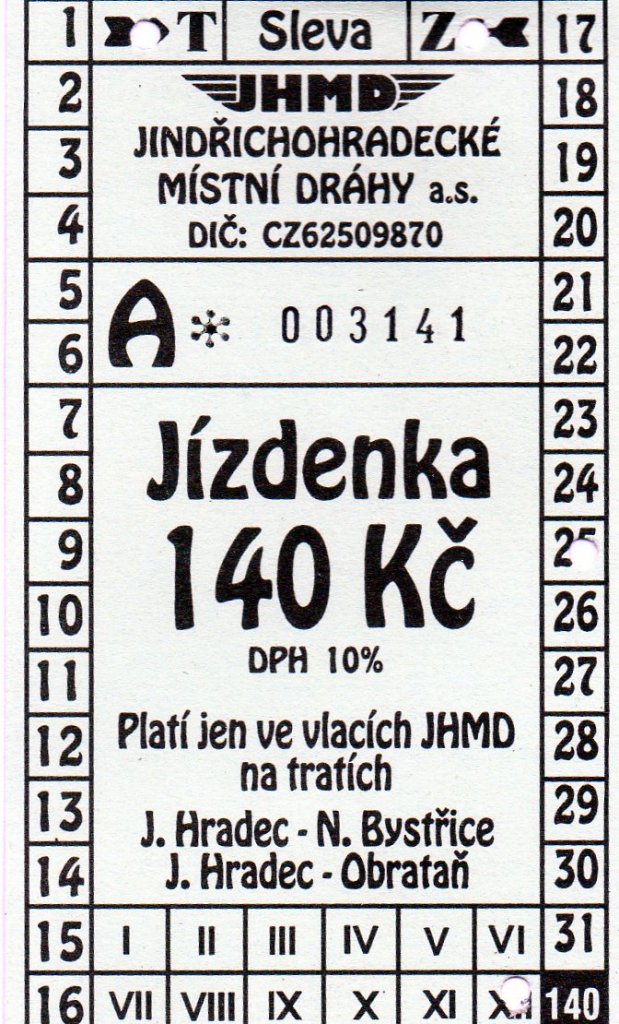 1 T Sleva Z 17
2 JHMD 18
JINDŘICHOHRADECKÉ
3 19
MÍSTNÍ DRÁHY a.s.
4 DIČ: CZ62509870 20
5 21
A* 003141
6 22
7 23
Jízdenka
8 24
9 25
140 Kč
10 26
DPH 10%
11 27
12 Platí jen ve vlacích JHMD 28
na tratích
13 29
J. Hradec - N. Bystřice
14 J. Hradec - Obrataň 30
15 I II III IV V VI 31
16 VII VIII IX X XI 140